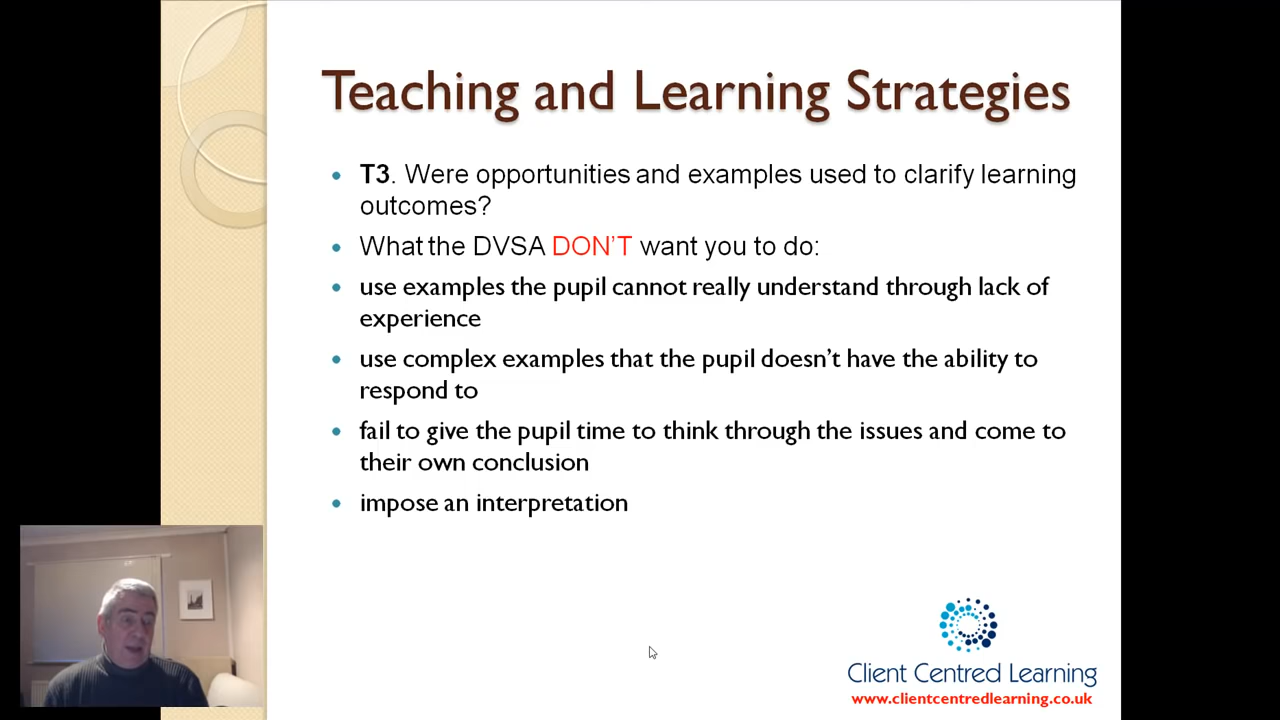 Teaching and Learning Strategies
T3. Were opportunities and examples used to clarify learning
outcomes?
What the DVSA DON'T want you to do:
use examples the pupil cannot really understand through lack of
experience
use complex examples that the pupil doesn't have the ability to
respond to
fail to give the pupil time to think through the issues and come to
their own conclusion
impose an interpretation
Client Centred Learning
www.clientcentredlearning.co.uk